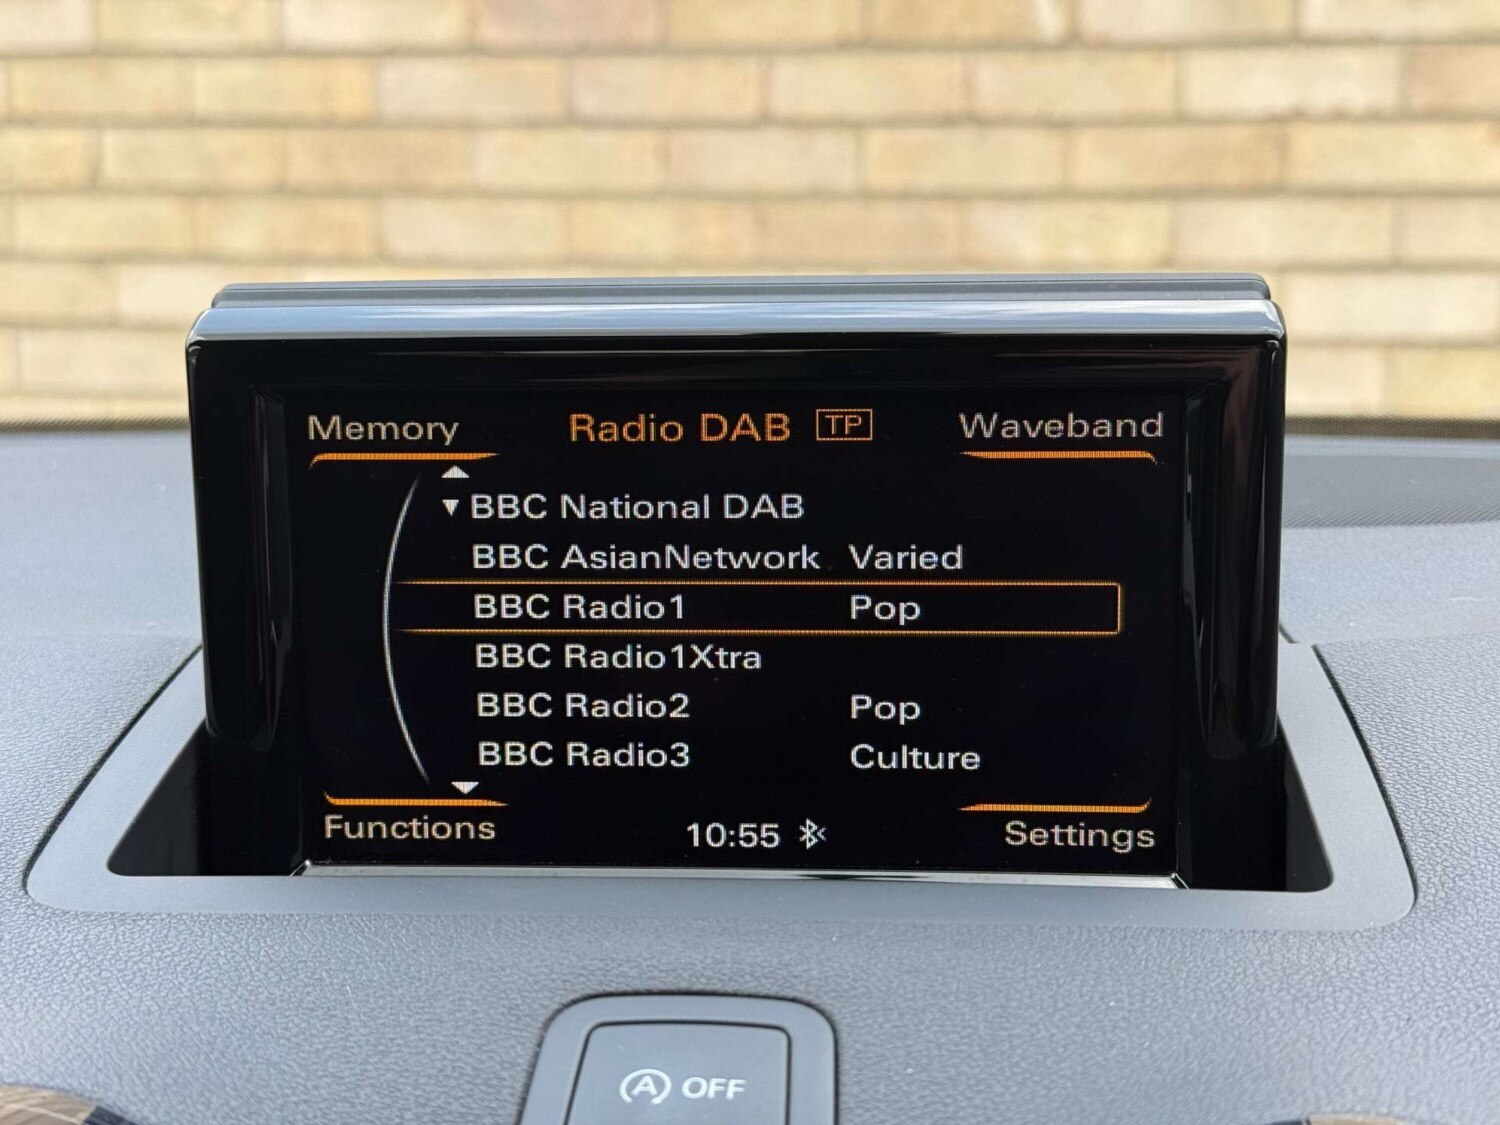 Memory Radio DAB TP Waveband
BBC National DAB
BBC AsianNetwork Varied
BBC Radio1 Pop
BBC Radio1Xtra
BBC Radio2 Pop
BBC Radio3 Culture
Functions 10:55 Settings
A OFF